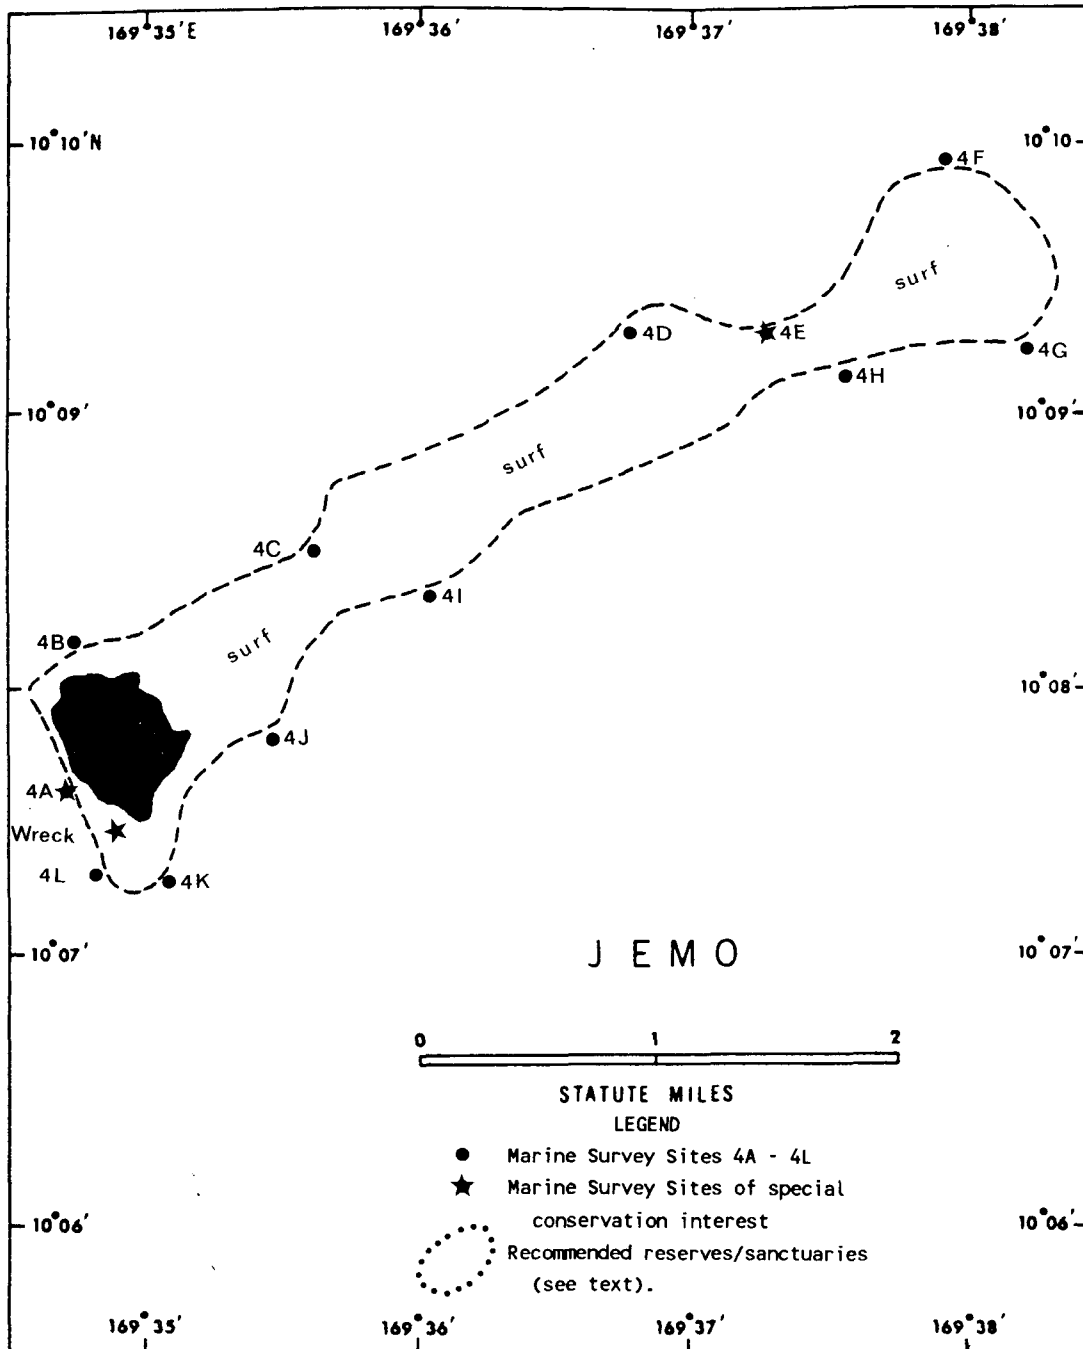 169°35'E 169°36' 169°37' 169°38'
10°10'N 10°10
4F
surf
4D 4E
4G
4H
10°09' 10°09'
surf
4C
4I
4B
surf
10°08'
4J
4A
Wreck
4L 4K
10°07' 10°07'
JEMO
0 1 2
STATUTE MILES
LEGEND
Marine Survey Sites 4A - 4L
Marine Survey Sites of special
conservation interest
10°06' 10°06'
Recommended reserves/sanctuaries
(see text).
169°35' 169°36' 169°37' 169°38'